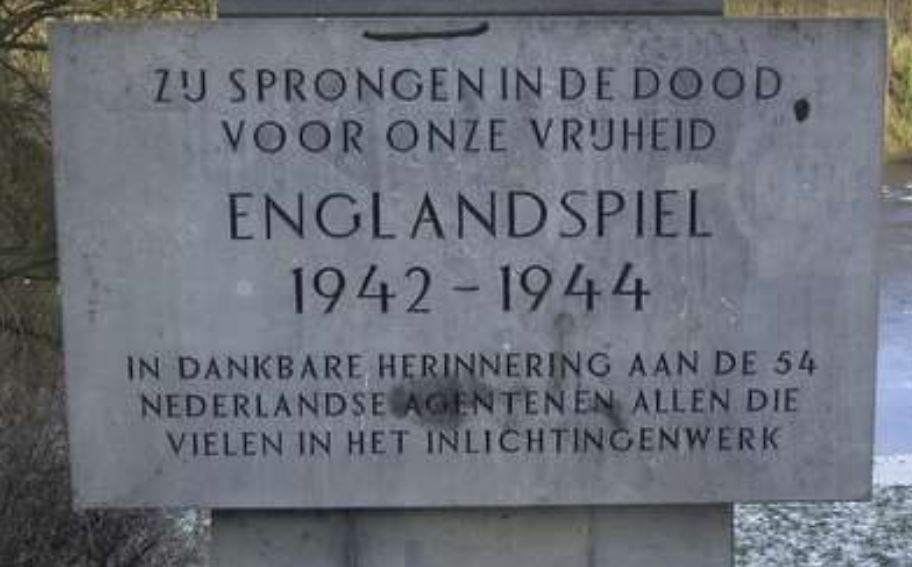 ZIJ SPRONGEN IN DE DOOD
VOOR ONZE VRIJHEID
ENGLANDSPIEL
1942 - 1944
IN DANKBARE HERINNERING AAN DE 54
NEDERLANDSE AGENTEN EN ALLEN DIE
VIELEN IN HET INLICHTINGENWERK